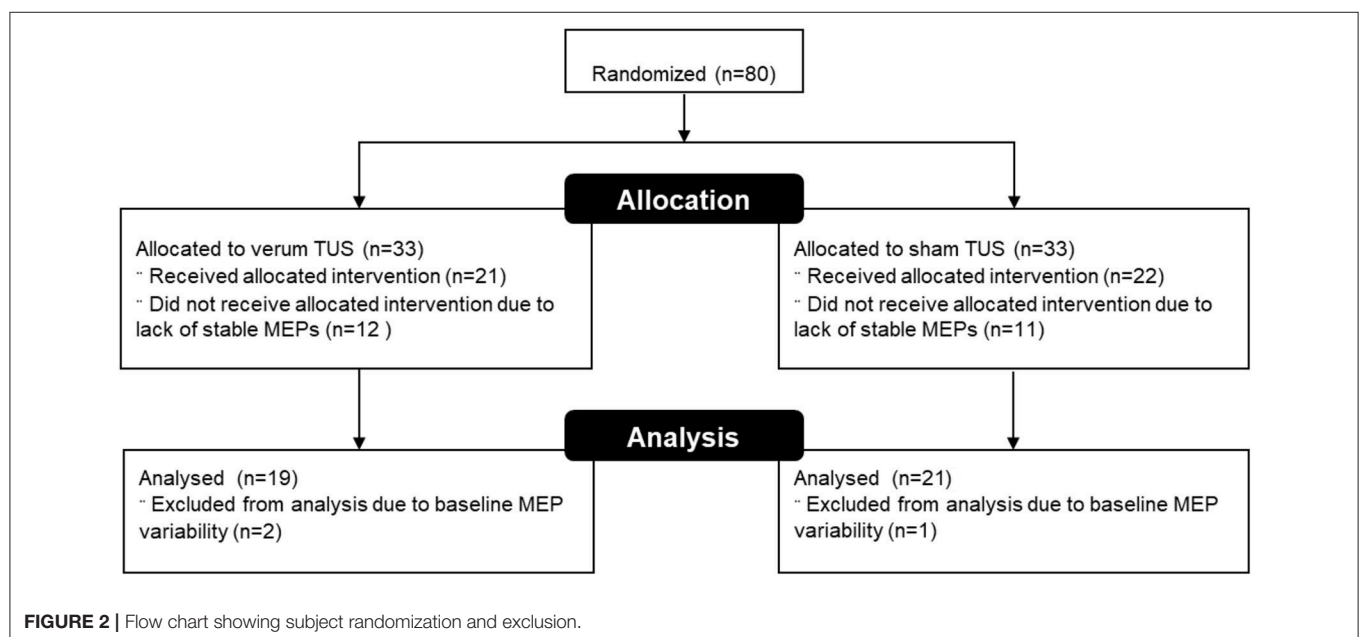 Randomized (n=80)
Allocation
Allocated to verum TUS (n=33)
¨ Received allocated intervention (n=21)
¨ Did not receive allocated intervention due to
lack of stable MEPs (n=12 )
Allocated to sham TUS (n=33)
¨ Received allocated intervention (n=22)
¨ Did not receive allocated intervention due to
lack of stable MEPs (n=11)
Analysis
Analysed (n=19)
¨ Excluded from analysis due to baseline MEP
variability (n=2)
Analysed (n=21)
¨ Excluded from analysis due to baseline MEP
variability (n=1)
FIGURE 2 | Flow chart showing subject randomization and exclusion.